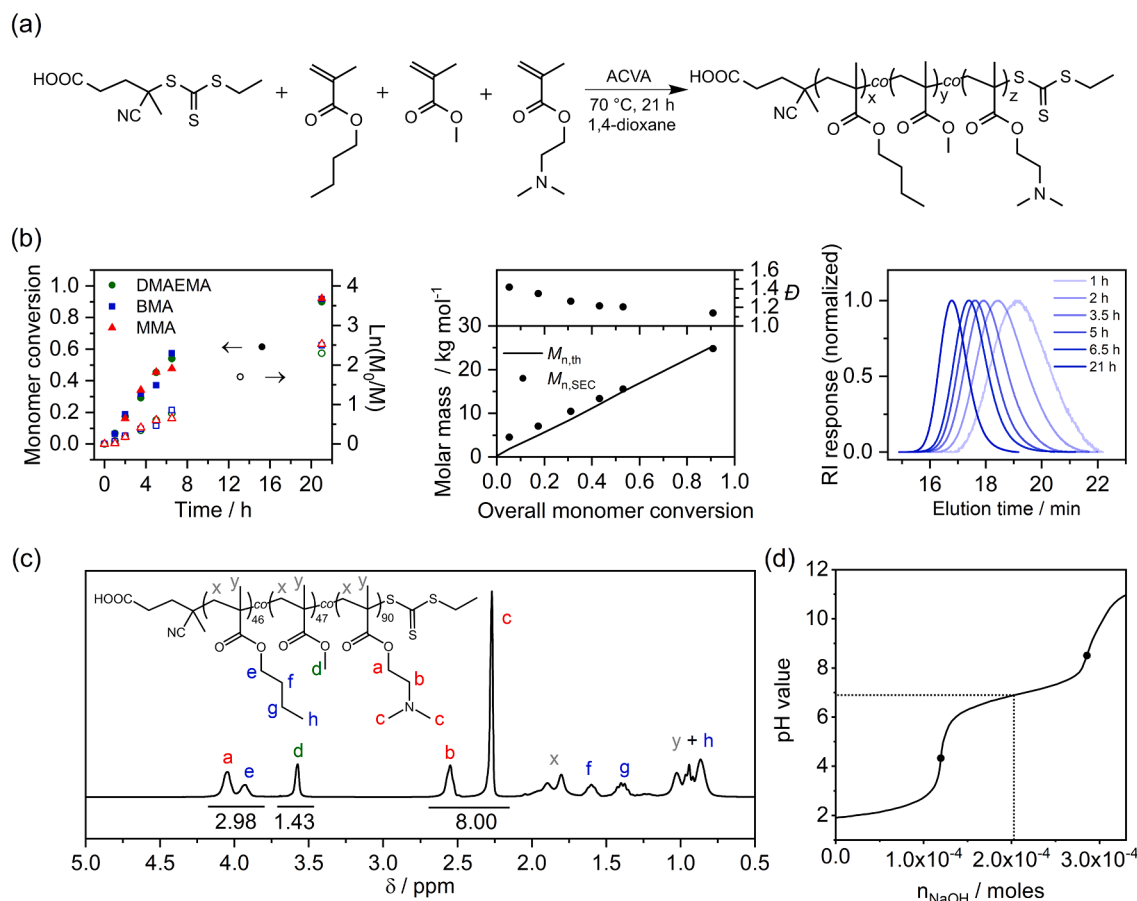 (a)
HOOC
NC
S
S
S
+
O
O
+
O
O
+
O
O
N
ACVA
70 °C, 21 h
1,4-dioxane
HOOC
NC
co
x
co
y
co
z
S
S
S
O
O
O
O
O
O
N
(b)
DMAEMA
BMA
MMA
Monomer conversion
1.0
0.8
0.6
0.4
0.2
0.0
Ln(M0/M)
4
3
2
1
0
0 4 8 12 16 20
Time / h
Molar mass / kg mol-1
30
20
10
0
1.6
1.4
1.2
1.0
Đ
Mn,th
Mn,SEC
0.0 0.2 0.4 0.6 0.8 1.0
Overall monomer conversion
RI response (normalized)
1.0
0.5
0.0
1 h
2 h
3.5 h
5 h
6.5 h
21 h
16 18 20 22
Elution time / min
(c)
x y x y x y
HOOC
NC
co
46
co
47
co
90
S
S
S
O
O
O
O
O
O
e
f
g
h
d
a
b
N
c
c
a
e
d
b
c
x
f
g
y + h
2.98
1.43
8.00
5.0 4.5 4.0 3.5 3.0 2.5 2.0 1.5 1.0 0.5
δ / ppm
(d)
pH value
12
10
8
6
4
2
0.0 1.0x10-4 2.0x10-4 3.0x10-4
nNaOH / moles